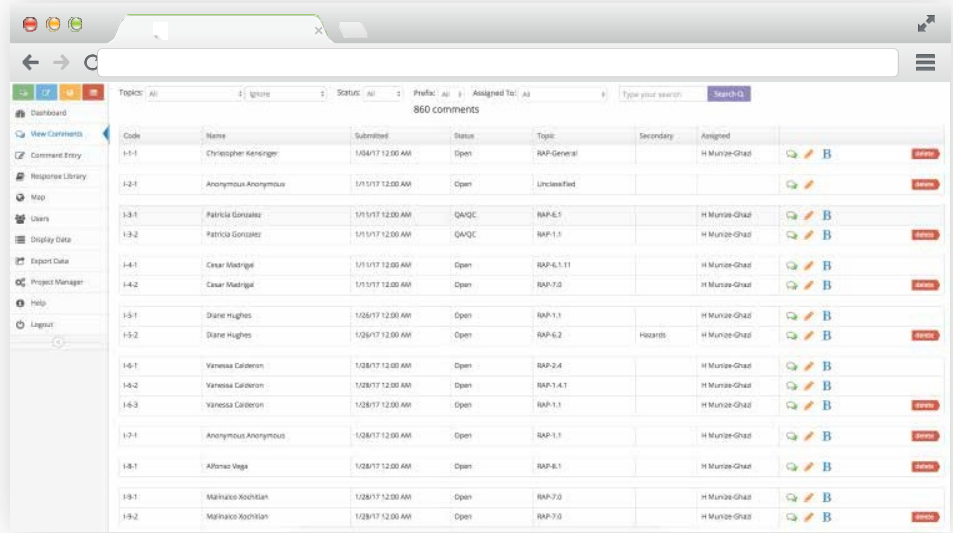 Topics: All Ignore Status: All Prefix: All Assigned To: All Type your search Search
860 comments
Dashboard
View Comments
Comment Entry
Response Library
Map
Users
Display Data
Export Data
Project Manager
Help
Logout
Code Name Submitted Status Topic Secondary Assigned
I-1-1 Christopher Kensinger 1/04/17 12:00 AM Open RAP-General H Munize-Ghazi B delete
I-2-1 Anonymous Anonymous 1/11/17 12:00 AM Open Unclassified delete
I-3-1 Patricia Gonzalez 1/11/17 12:00 AM QA/QC RAP-6.1 H Munize-Ghazi B
I-3-2 Patricia Gonzalez 1/11/17 12:00 AM QA/QC RAP-1.1 H Munize-Ghazi B delete
I-4-1 Cesar Madrigal 1/11/17 12:00 AM Open RAP-6.1.11 H Munize-Ghazi B
I-4-2 Cesar Madrigal 1/11/17 12:00 AM Open RAP-7.0 H Munize-Ghazi B delete
I-5-1 Diane Hughes 1/26/17 12:00 AM Open RAP-1.1 H Munize-Ghazi B
I-5-2 Diane Hughes 1/26/17 12:00 AM Open RAP-6.2 Hazards H Munize-Ghazi B delete
I-6-1 Vanessa Calderon 1/28/17 12:00 AM Open RAP-2.4 H Munize-Ghazi B
I-6-2 Vanessa Calderon 1/28/17 12:00 AM Open RAP-1.4.1 H Munize-Ghazi B
I-6-3 Vanessa Calderon 1/28/17 12:00 AM Open RAP-1.1 H Munize-Ghazi B delete
I-7-1 Anonymous Anonymous 1/28/17 12:00 AM Open RAP-1.1 H Munize-Ghazi B delete
I-8-1 Alfonso Vega 1/28/17 12:00 AM Open RAP-8.1 H Munize-Ghazi B delete
I-9-1 Malinalco Xochitlan 1/28/17 12:00 AM Open RAP-7.0 H Munize-Ghazi B
I-9-2 Malinalco Xochitlan 1/28/17 12:00 AM Open RAP-7.0 H Munize-Ghazi B delete